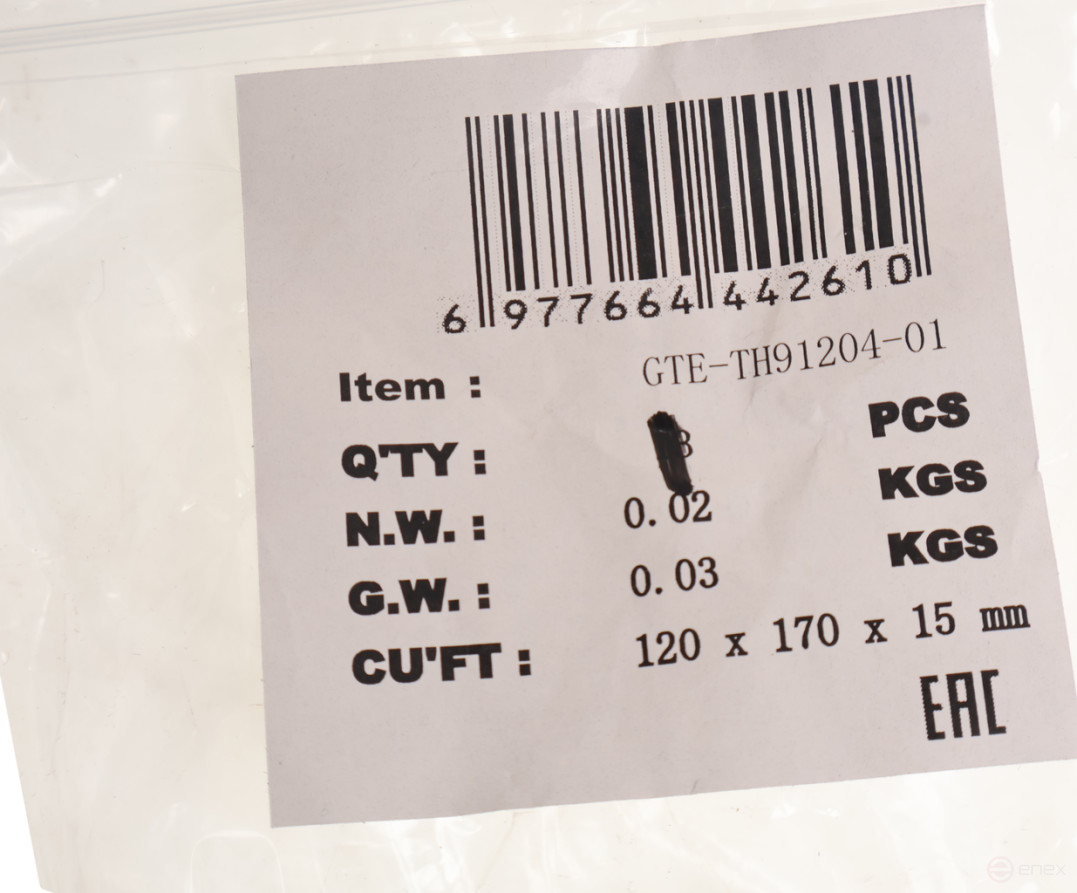 6 977664 442610
Item : GTE-TH91204-01
Q'TY : PCS
N.W. : 0.02 KGS
G.W. : 0.03 KGS
CU'FT : 120 x 170 x 15 mm
EAC
enex